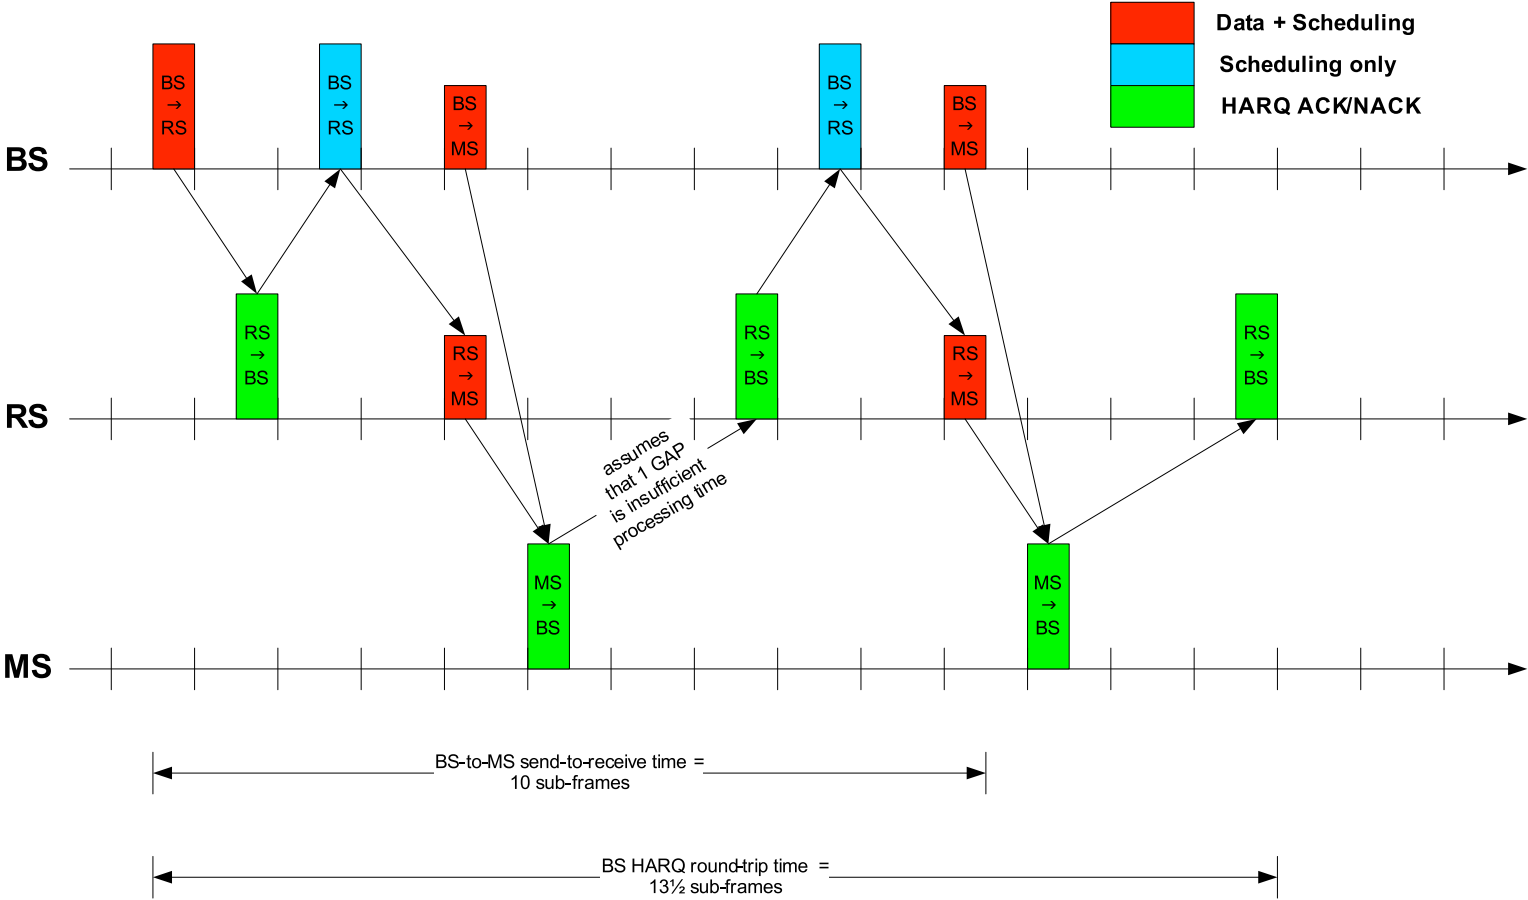 Data + Scheduling
Scheduling only
HARQ ACK/NACK
BS
BS
→
RS
BS
→
RS
BS
→
MS
BS
→
RS
BS
→
MS
RS
RS
→
BS
RS
→
MS
RS
→
BS
RS
→
MS
RS
→
BS
assumes
that 1 GAP
is insufficient
processing time
MS
MS
→
BS
MS
→
BS
BS-to-MS send-to-receive time =
10 sub-frames
BS HARQ round-trip time =
13½ sub-frames